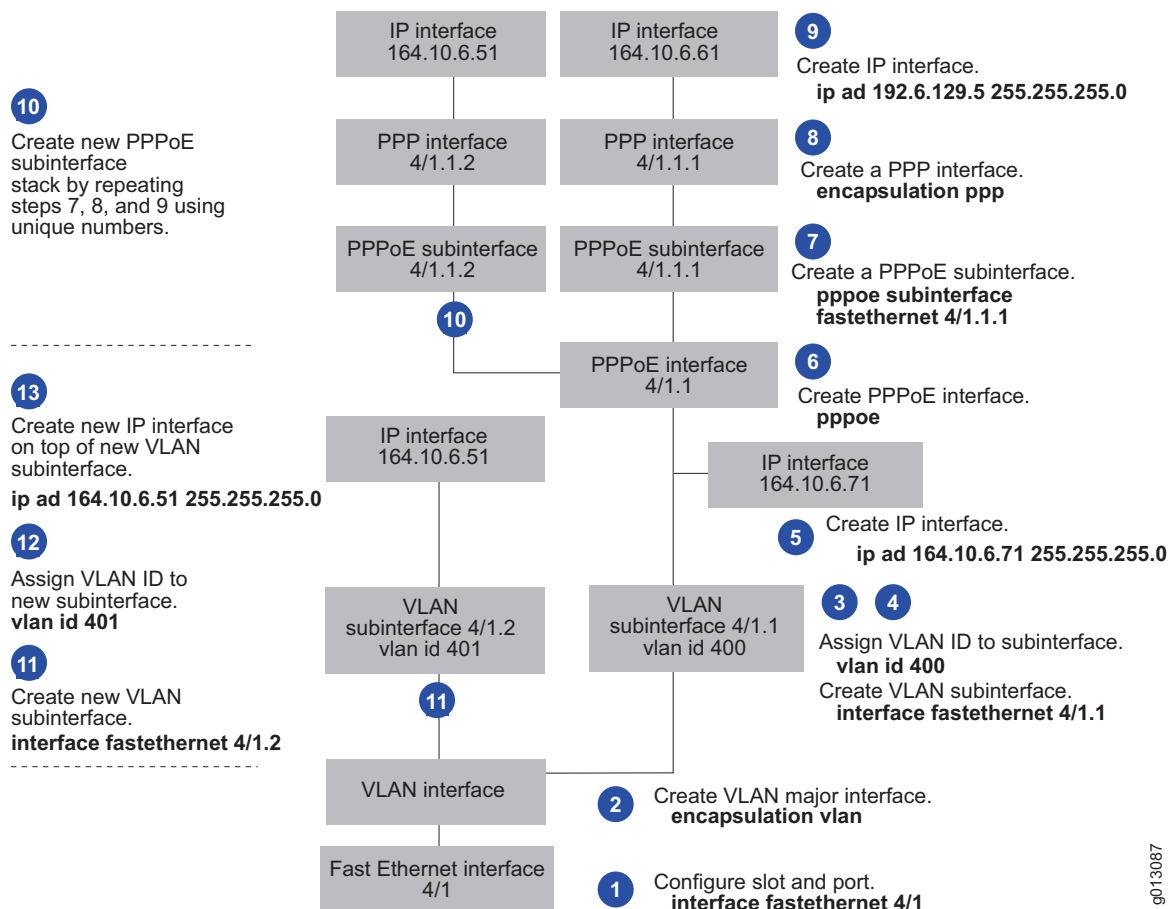 IP interface
164.10.6.51
IP interface
164.10.6.61
9
Create IP interface.
ip ad 192.6.129.5 255.255.255.0
10
Create new PPPoE
subinterface
stack by repeating
steps 7, 8, and 9 using
unique numbers.
PPP interface
4/1.1.2
PPP interface
4/1.1.1
8
Create a PPP interface.
encapsulation ppp
PPPoE subinterface
4/1.1.2
PPPoE subinterface
4/1.1.1
7
Create a PPPoE subinterface.
pppoe subinterface
fastethernet 4/1.1.1
10
PPPoE interface
4/1.1
6
Create PPPoE interface.
pppoe
13
Create new IP interface
on top of new VLAN
subinterface.
ip ad 164.10.6.51 255.255.255.0
IP interface
164.10.6.51
IP interface
164.10.6.71
5
Create IP interface.
ip ad 164.10.6.71 255.255.255.0
12
Assign VLAN ID to
new subinterface.
vlan id 401
VLAN
subinterface 4/1.2
vlan id 401
VLAN
subinterface 4/1.1
vlan id 400
3 4
Assign VLAN ID to subinterface.
vlan id 400
Create VLAN subinterface.
interface fastethernet 4/1.1
11
Create new VLAN
subinterface.
interface fastethernet 4/1.2
11
VLAN interface
2
Create VLAN major interface.
encapsulation vlan
Fast Ethernet interface
4/1
1
Configure slot and port.
interface fastethernet 4/1
g013087